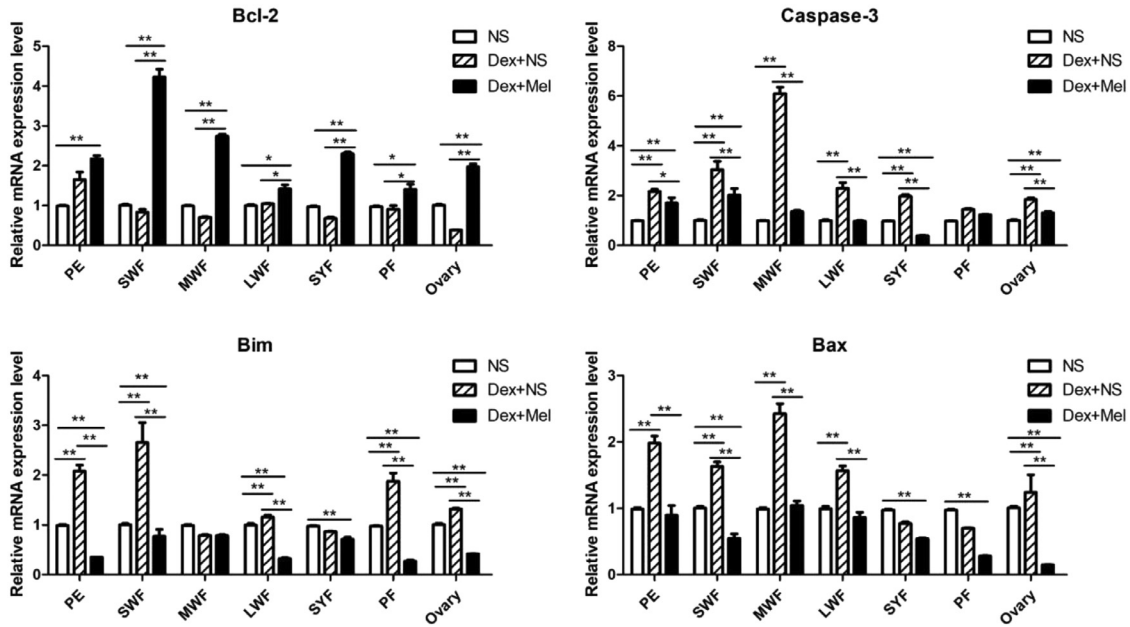 Bcl-2
Relative mRNA expression level
5
4
3
2
1
0
** ** ** ** ** * * ** ** * * ** **
PE SWF MWF LWF SYF PF Ovary
NS
Dex+NS
Dex+Mel
Caspase-3
Relative mRNA expression level
8
6
4
2
0
** ** * ** ** ** ** ** ** ** ** ** ** ** ** **
PE SWF MWF LWF SYF PF Ovary
NS
Dex+NS
Dex+Mel
Bim
Relative mRNA expression level
4
3
2
1
0
** ** ** ** ** ** ** ** ** ** ** ** ** ** ** **
PE SWF MWF LWF SYF PF Ovary
NS
Dex+NS
Dex+Mel
Bax
Relative mRNA expression level
3
2
1
0
** ** ** ** ** ** ** ** ** ** ** ** ** **
PE SWF MWF LWF SYF PF Ovary
NS
Dex+NS
Dex+Mel